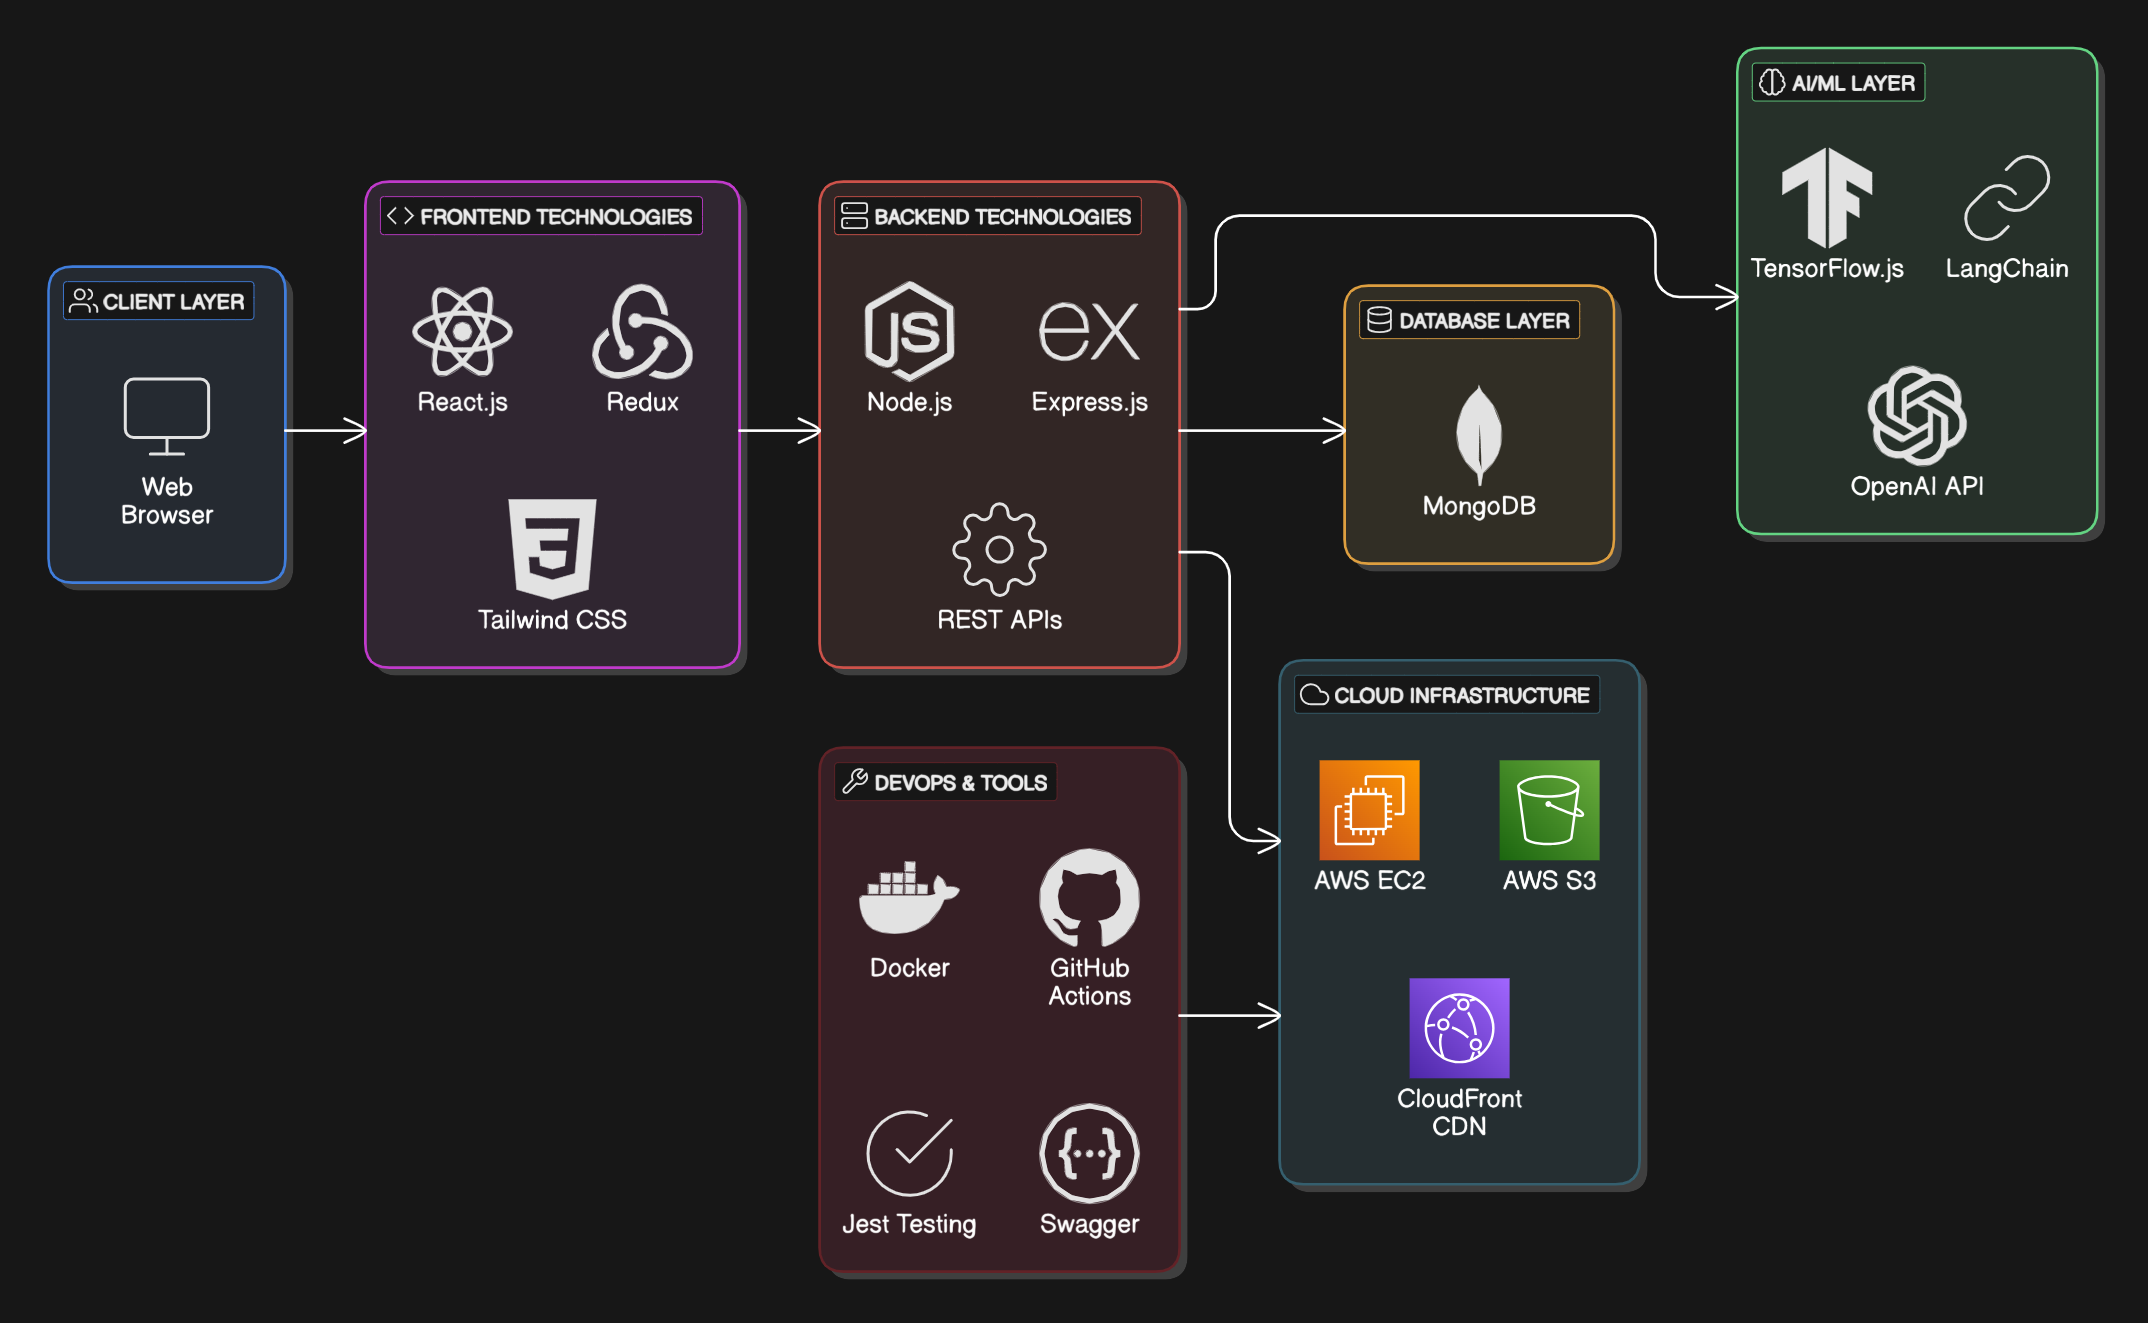 CLIENT LAYER
Web
Browser
FRONTEND TECHNOLOGIES
React.js
Redux
Tailwind CSS
BACKEND TECHNOLOGIES
JS
ex
Node.js
Express.js
REST APIs
DATABASE LAYER
MongoDB
AI/ML LAYER
TensorFlow.js
LangChain
OpenAI API
DEVOPS & TOOLS
Docker
GitHub
Actions
Jest Testing
{···}
Swagger
CLOUD INFRASTRUCTURE
AWS EC2
AWS S3
CloudFront
CDN